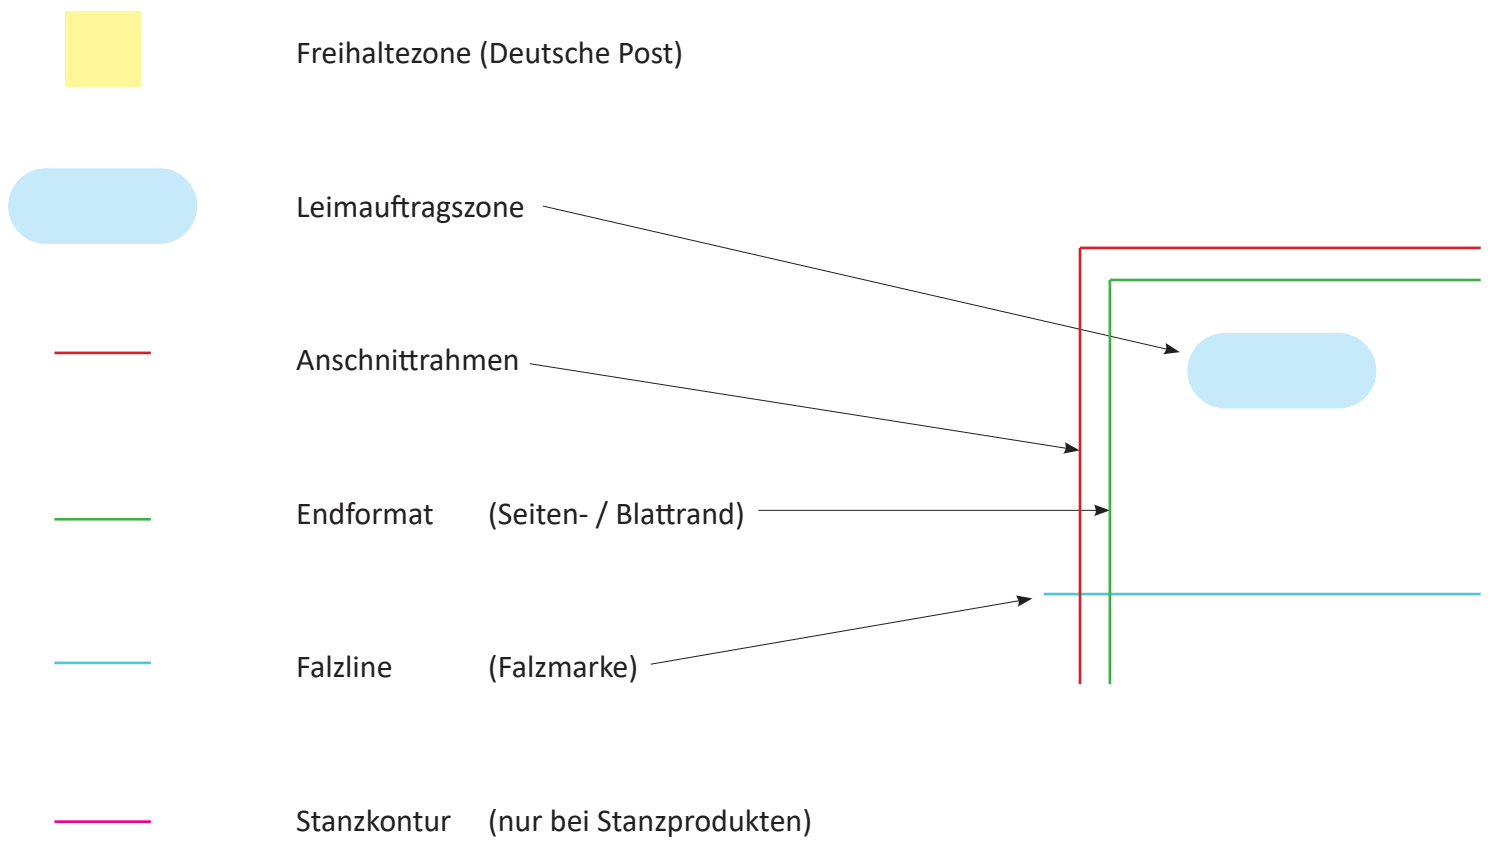 Freihaltezone (Deutsche Post)
Leimauftragszone
Anschnittrahmen
Endformat (Seiten- / Blattrand)
Falzline (Falzmarke)
Stanzkontur (nur bei Stanzprodukten)